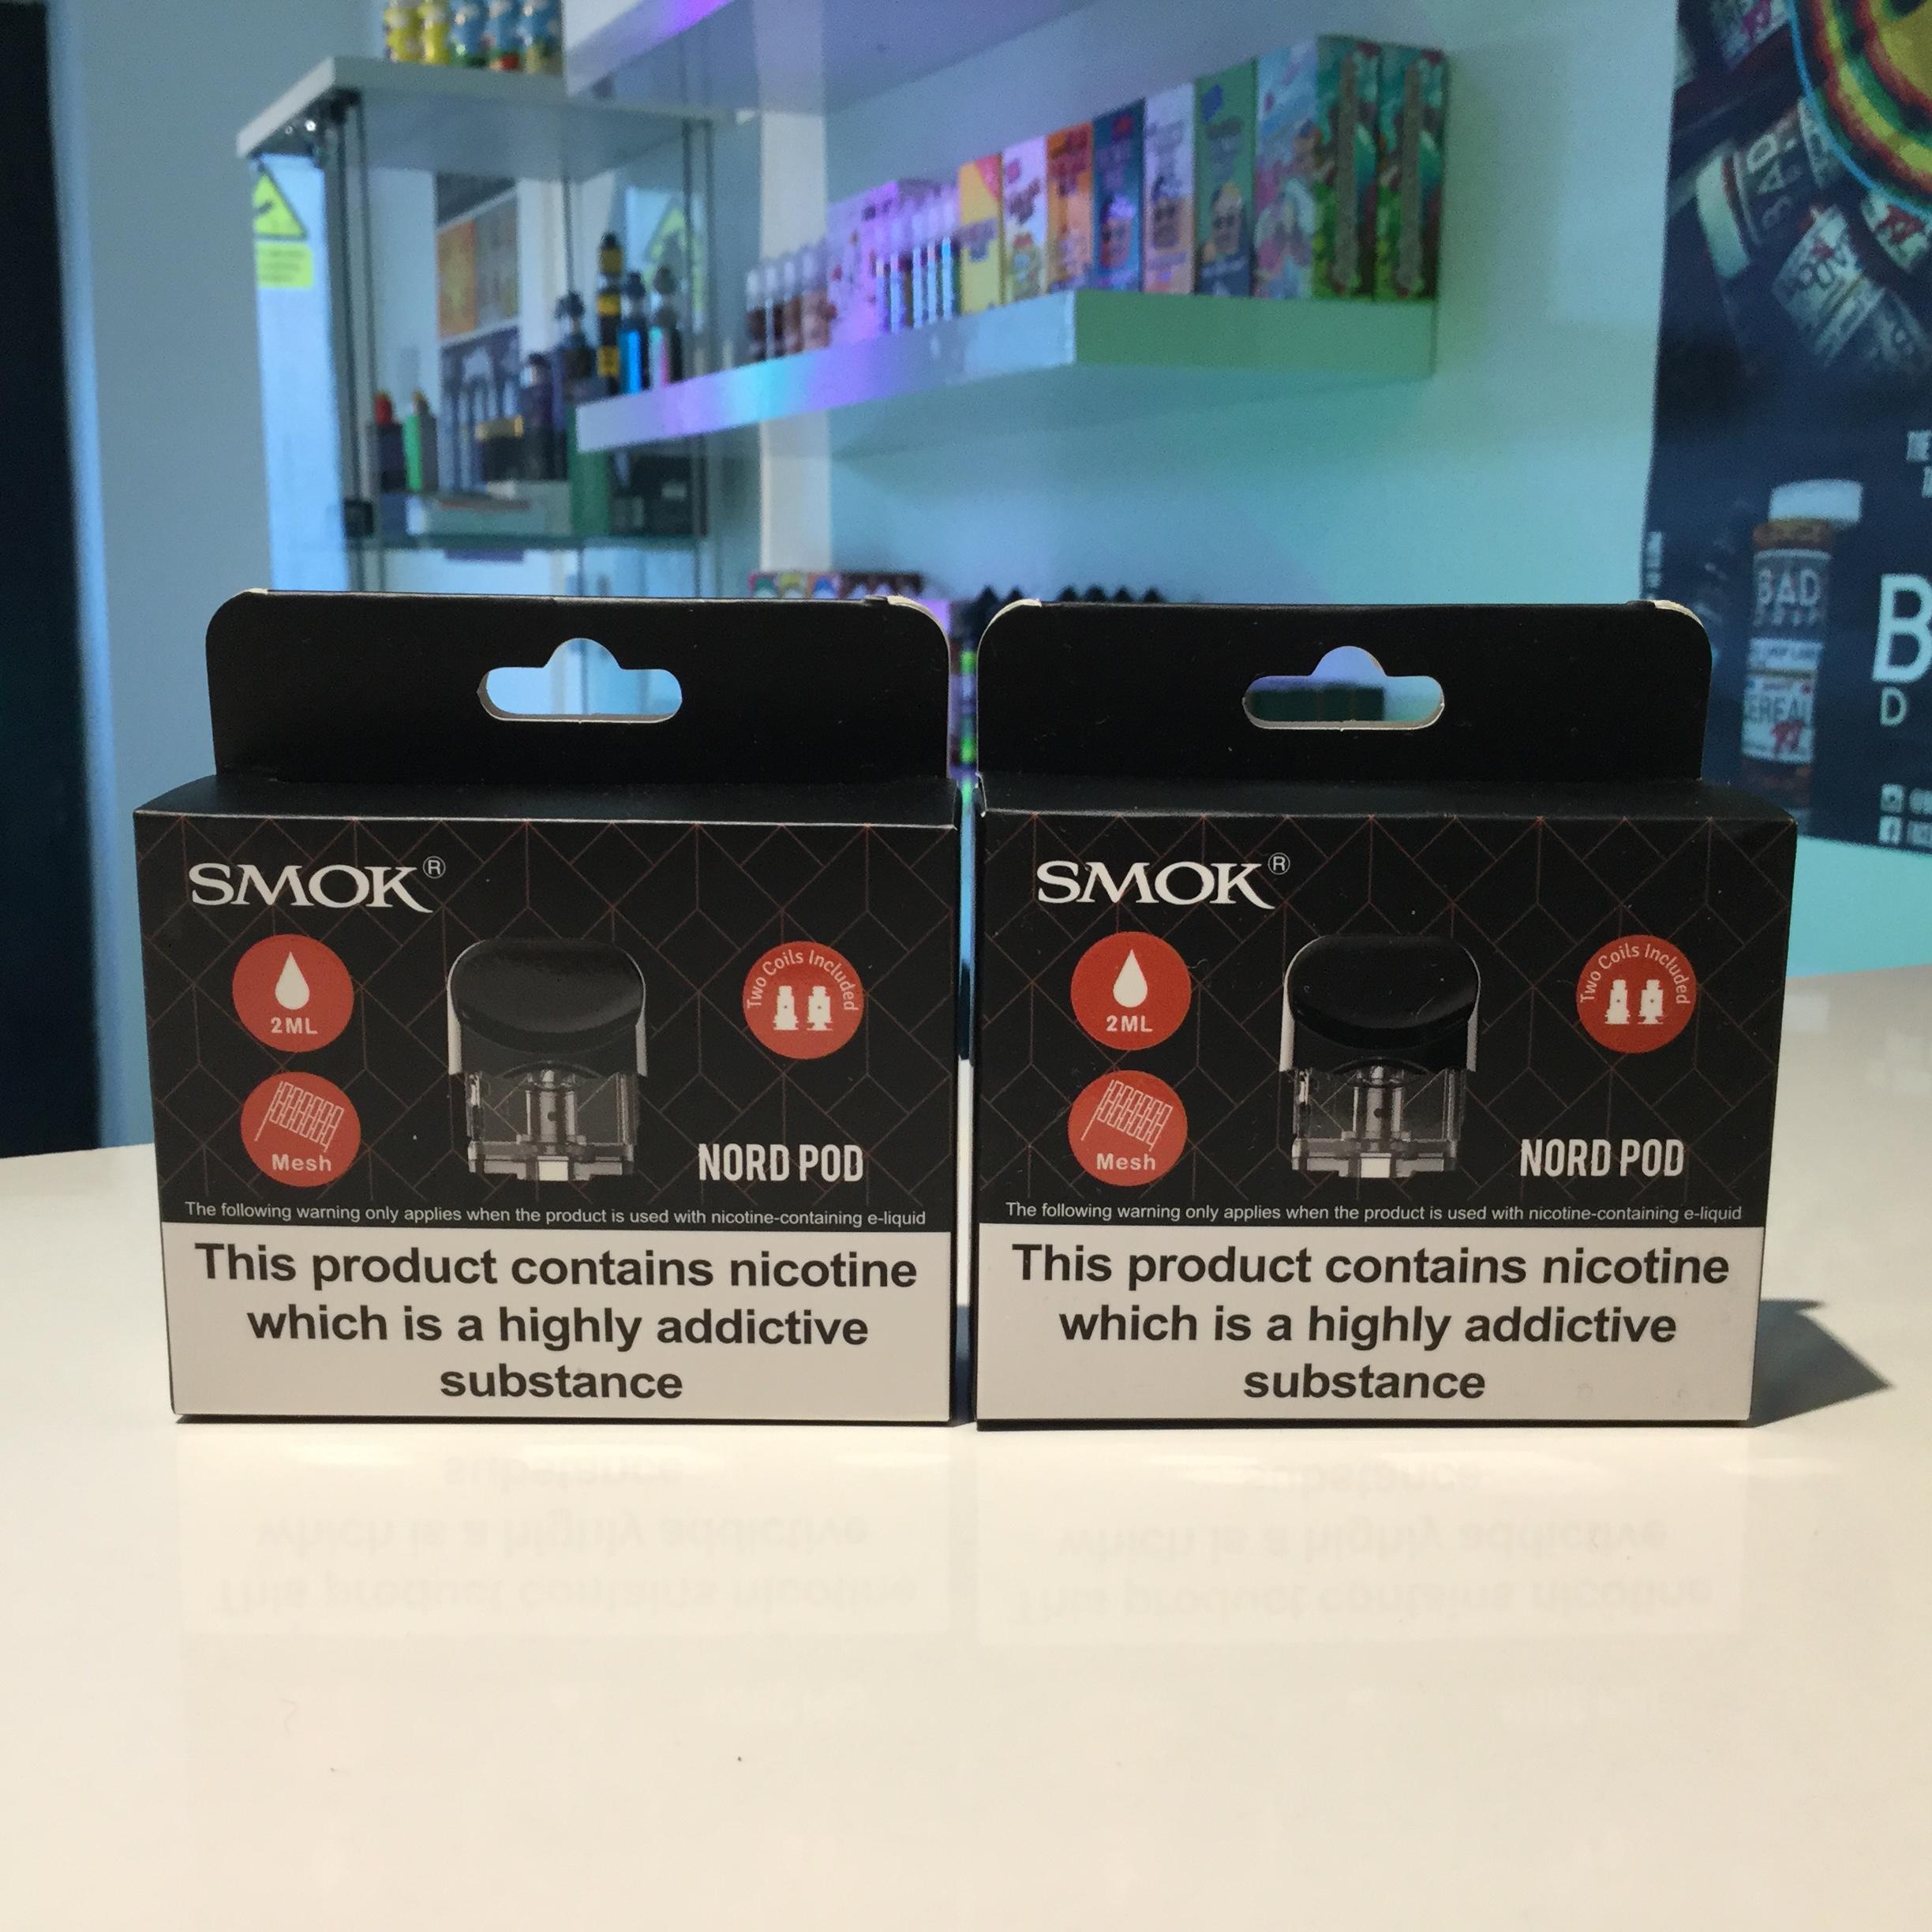 SMOK®
2ML
Two Coils Included
Mesh
NORD POD
The following warning only applies when the product is used with nicotine-containing e-liquid
This product contains nicotine
which is a highly addictive
substance
SMOK®
2ML
Two Coils Included
Mesh
NORD POD
The following warning only applies when the product is used with nicotine-containing e-liquid
This product contains nicotine
which is a highly addictive
substance
BAD
B
D